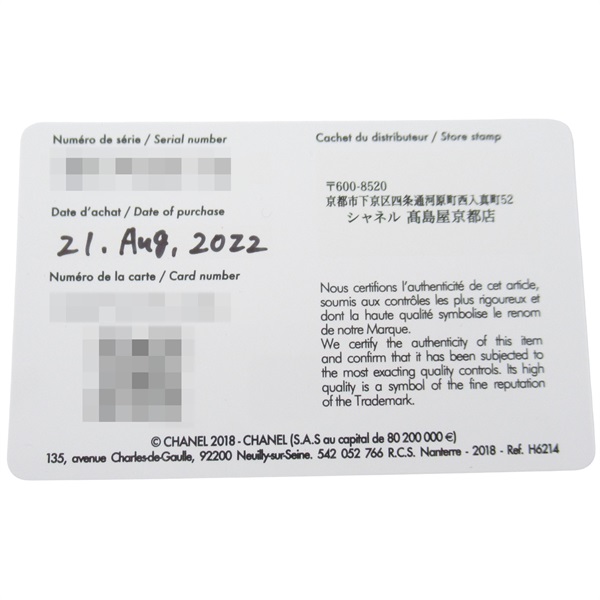 Numéro de série / Serial number
Date d'achat / Date of purchase
21. Aug, 2022
Numéro de la carte / Card number
Cachet du distributeur / Store stamp
〒600-8520
京都市下京区四条通河原町西入真町52
シャネル 髙島屋京都店
Nous certifions l'authenticité de cet article,
soumis aux contrôles les plus rigoureux et
dont la haute qualité symbolise le renom
de notre Marque.
We certify the authenticity of this item
and confirm that it has been subjected to
the most exacting quality controls. Its high
quality is a symbol of the fine reputation
of the Trademark.
© CHANEL 2018 - CHANEL (S.A.S au capital de 80 200 000 €)
135, avenue Charles-de-Gaulle, 92200 Neuilly-sur-Seine. 542 052 766 R.C.S. Nanterre - 2018 - Ref. H6214